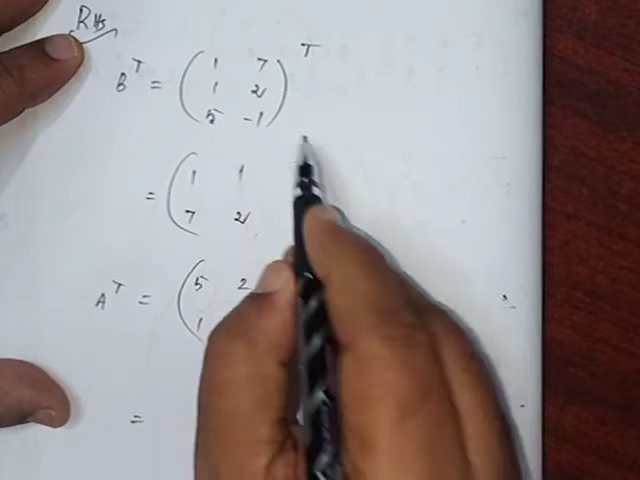 RHS
B^T = ( 1 7 ) ^T
( 1 2 )
( 5 -1 )
= ( 1 1
7 2
A^T = ( 5 2
1
=